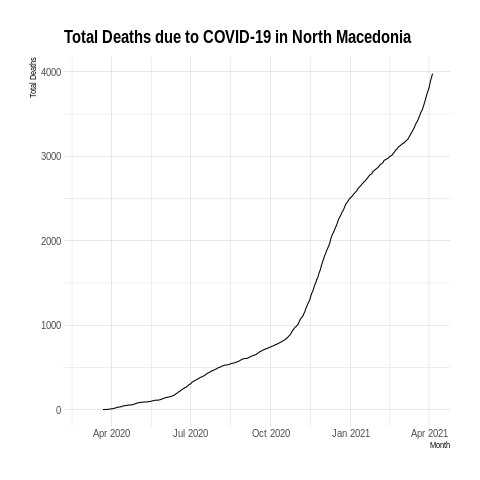 Total Deaths due to COVID-19 in North Macedonia
Total Deaths
4000
3000
2000
1000
0
Apr 2020 Jul 2020 Oct 2020 Jan 2021 Apr 2021
Month